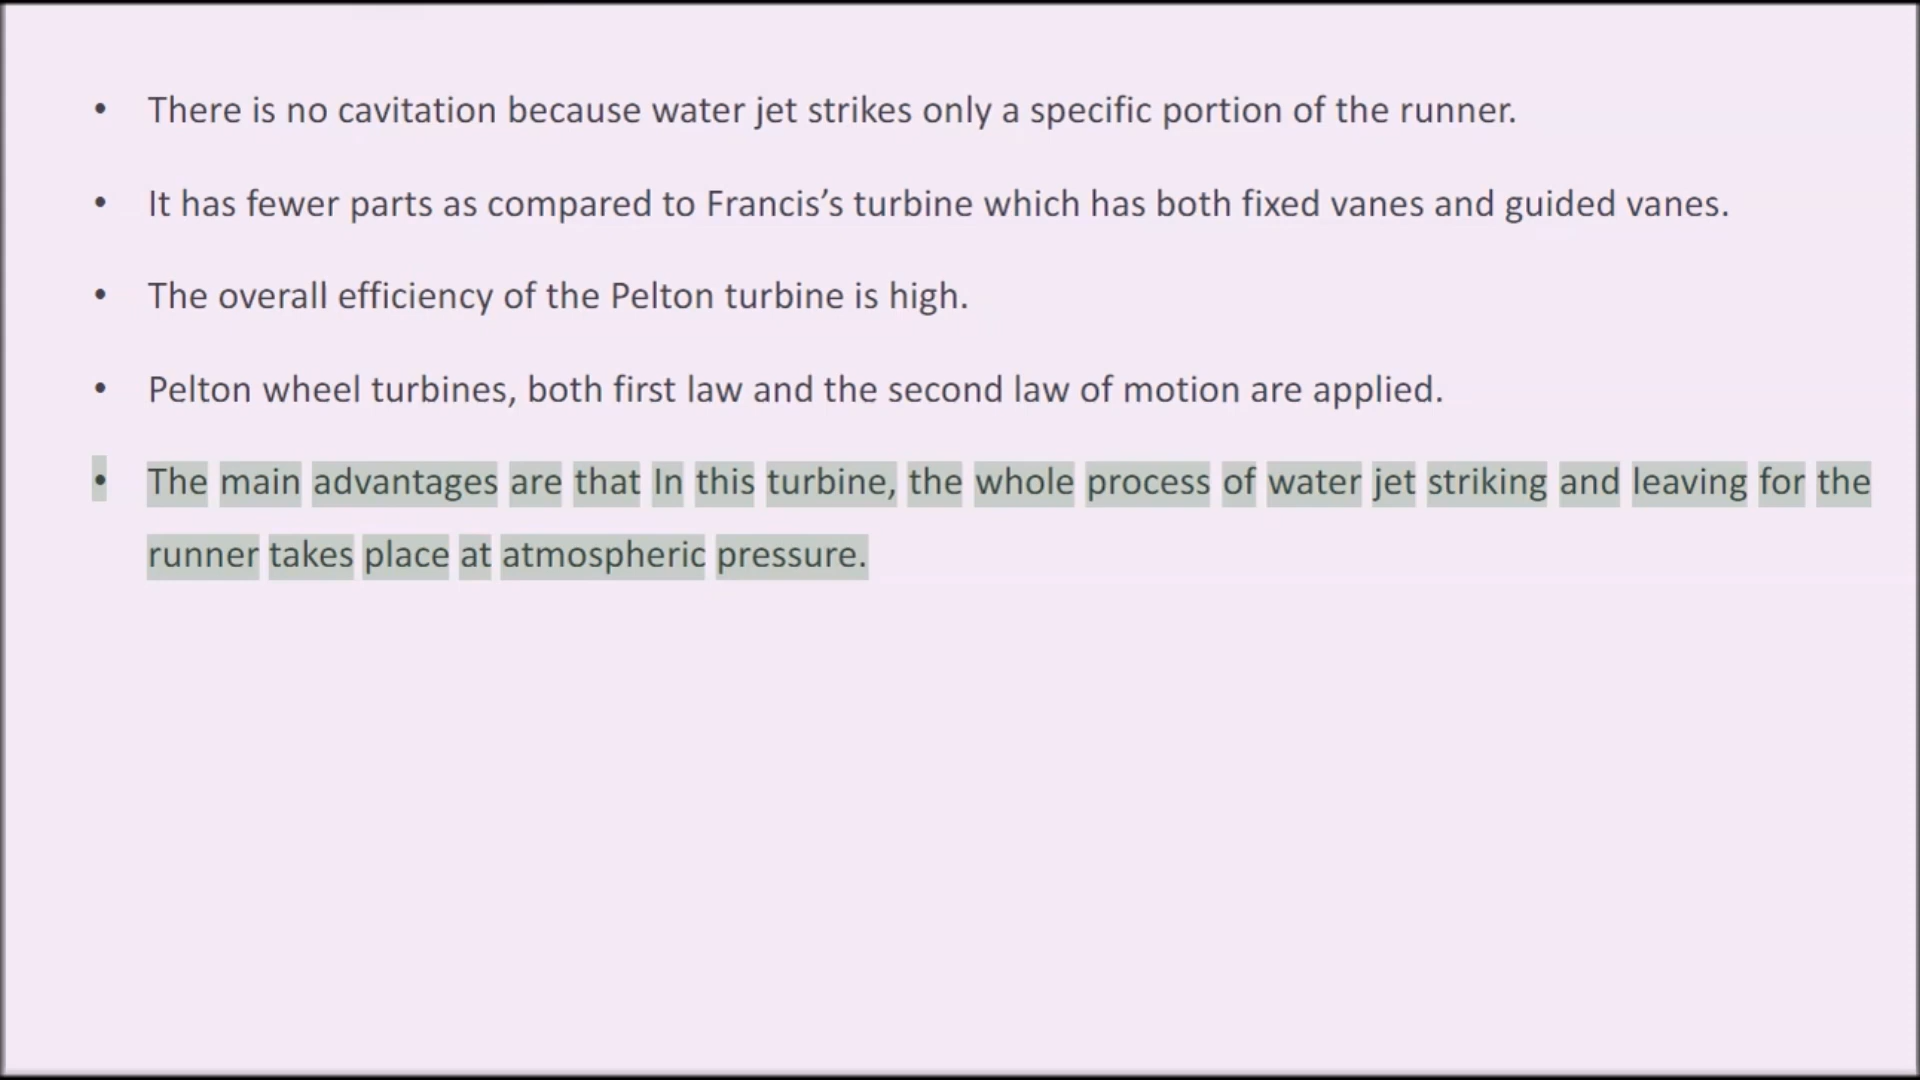 • There is no cavitation because water jet strikes only a specific portion of the runner.
• It has fewer parts as compared to Francis’s turbine which has both fixed vanes and guided vanes.
• The overall efficiency of the Pelton turbine is high.
• Pelton wheel turbines, both first law and the second law of motion are applied.
• The main advantages are that In this turbine, the whole process of water jet striking and leaving for the
runner takes place at atmospheric pressure.